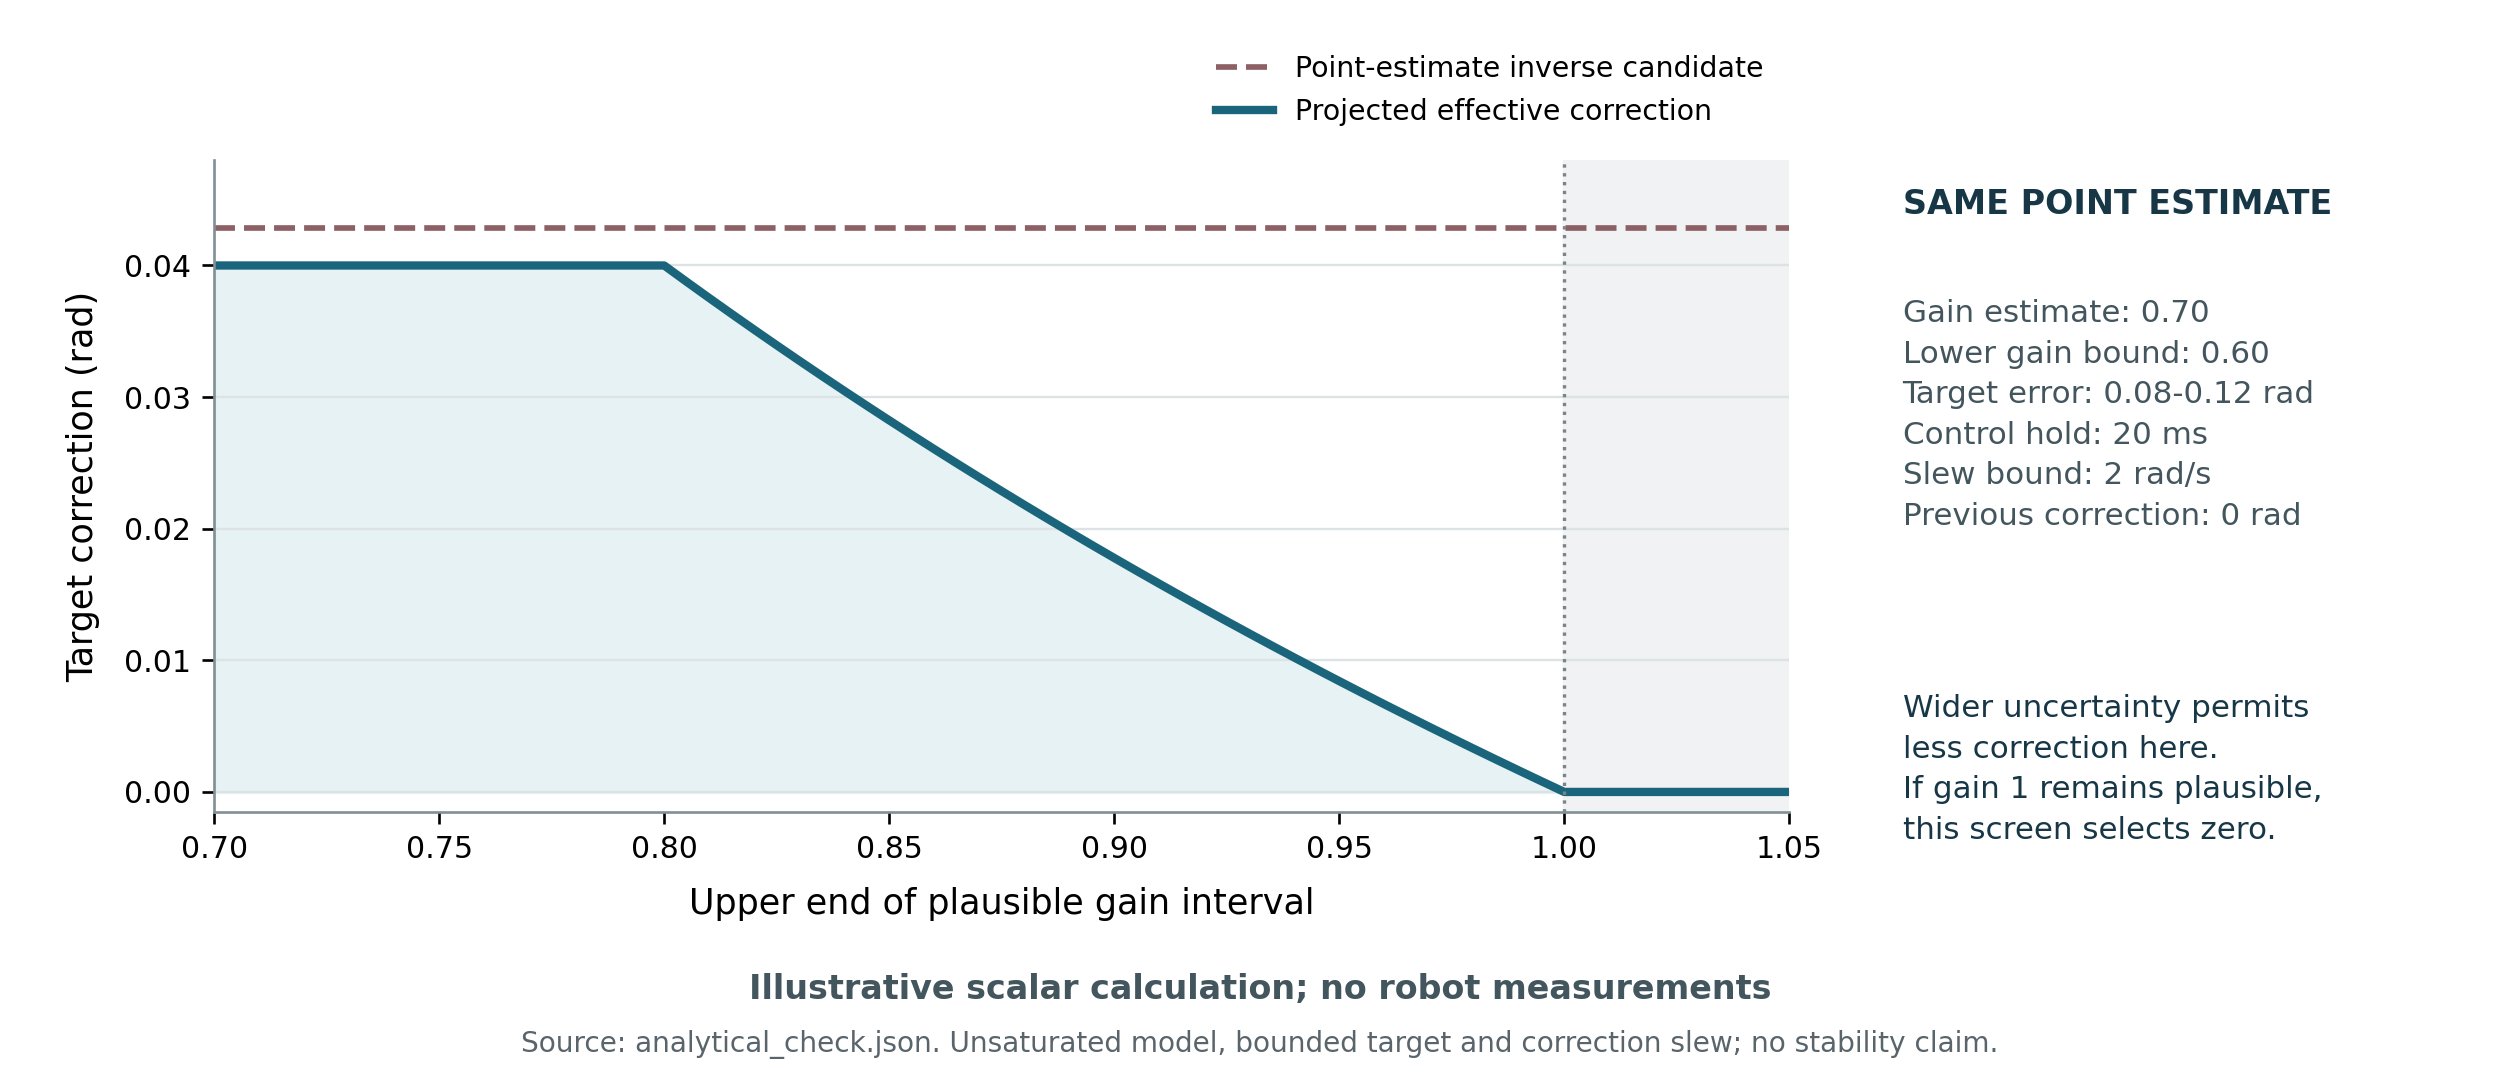 Point-estimate inverse candidate
Projected effective correction
SAME POINT ESTIMATE
Gain estimate: 0.70
Lower gain bound: 0.60
Target error: 0.08-0.12 rad
Control hold: 20 ms
Slew bound: 2 rad/s
Previous correction: 0 rad
Wider uncertainty permits
less correction here.
If gain 1 remains plausible,
this screen selects zero.
Target correction (rad)
0.04
0.03
0.02
0.01
0.00
0.70 0.75 0.80 0.85 0.90 0.95 1.00 1.05
Upper end of plausible gain interval
Illustrative scalar calculation; no robot measurements
Source: analytical_check.json. Unsaturated model, bounded target and correction slew; no stability claim.